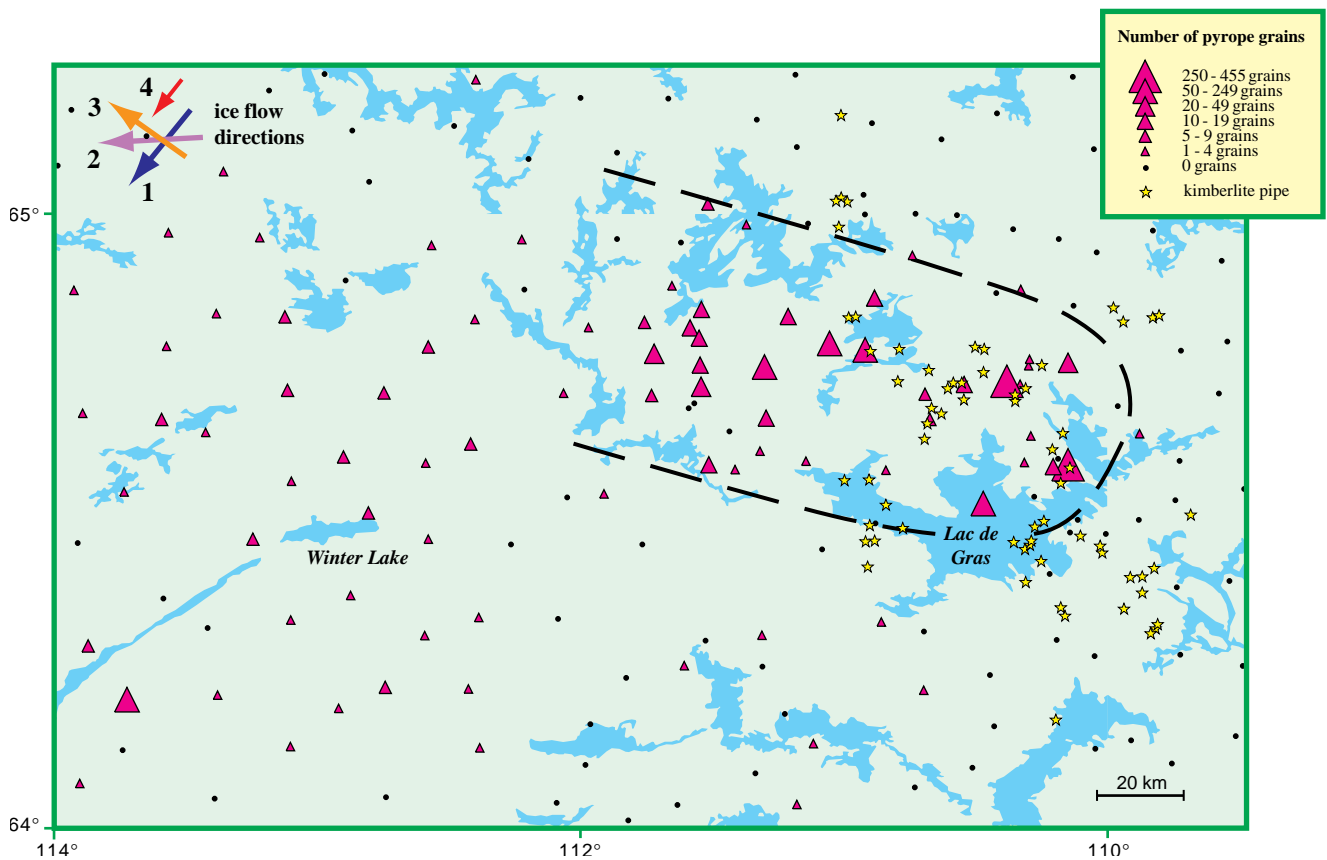 Number of pyrope grains
250 - 455 grains
50 - 249 grains
20 - 49 grains
10 - 19 grains
5 - 9 grains
1 - 4 grains
0 grains
kimberlite pipe
4
3
2
1
ice flow
directions
65°
Winter Lake
Lac de
Gras
20 km
64°
114°
112°
110°